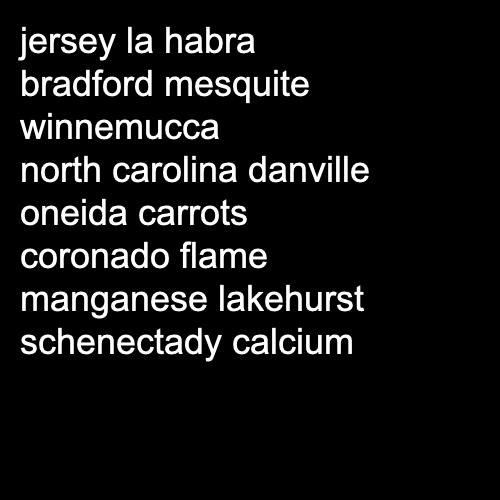 jersey la habra
bradford mesquite
winnemucca
north carolina danville
oneida carrots
coronado flame
manganese lakehurst
schenectady calcium